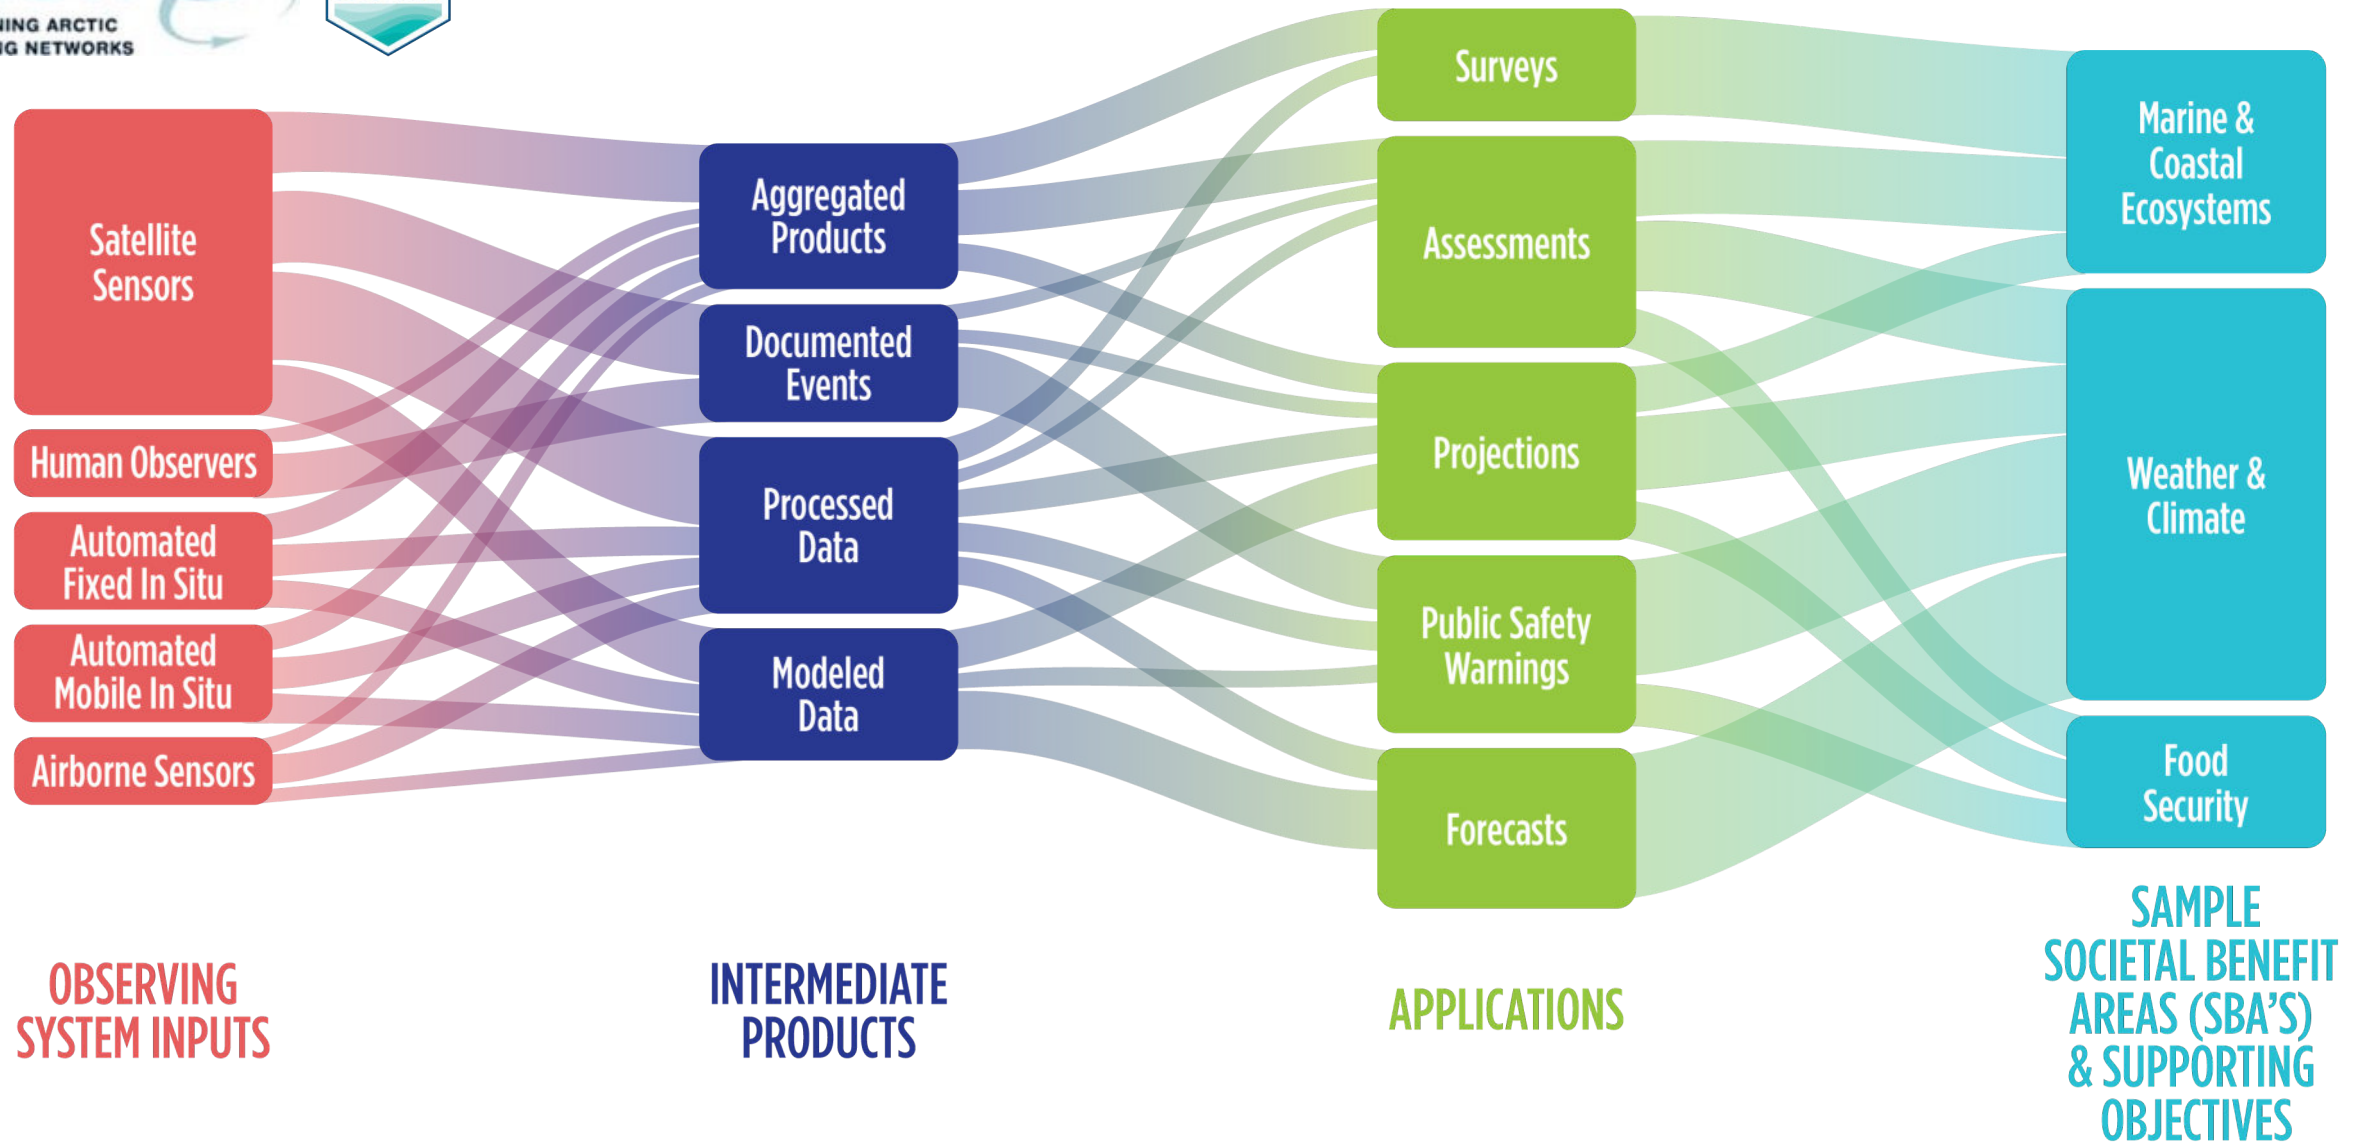 ARCTIC
NETWORKS
Satellite
Sensors
Human Observers
Automated
Fixed In Situ
Automated
Mobile In Situ
Airborne Sensors
OBSERVING
SYSTEM INPUTS
Aggregated
Products
Documented
Events
Processed
Data
Modeled
Data
INTERMEDIATE
PRODUCTS
Surveys
Assessments
Projections
Public Safety
Warnings
Forecasts
APPLICATIONS
Marine &
Coastal
Ecosystems
Weather &
Climate
Food
Security
SAMPLE
SOCIETAL BENEFIT
AREAS (SBA'S)
& SUPPORTING
OBJECTIVES